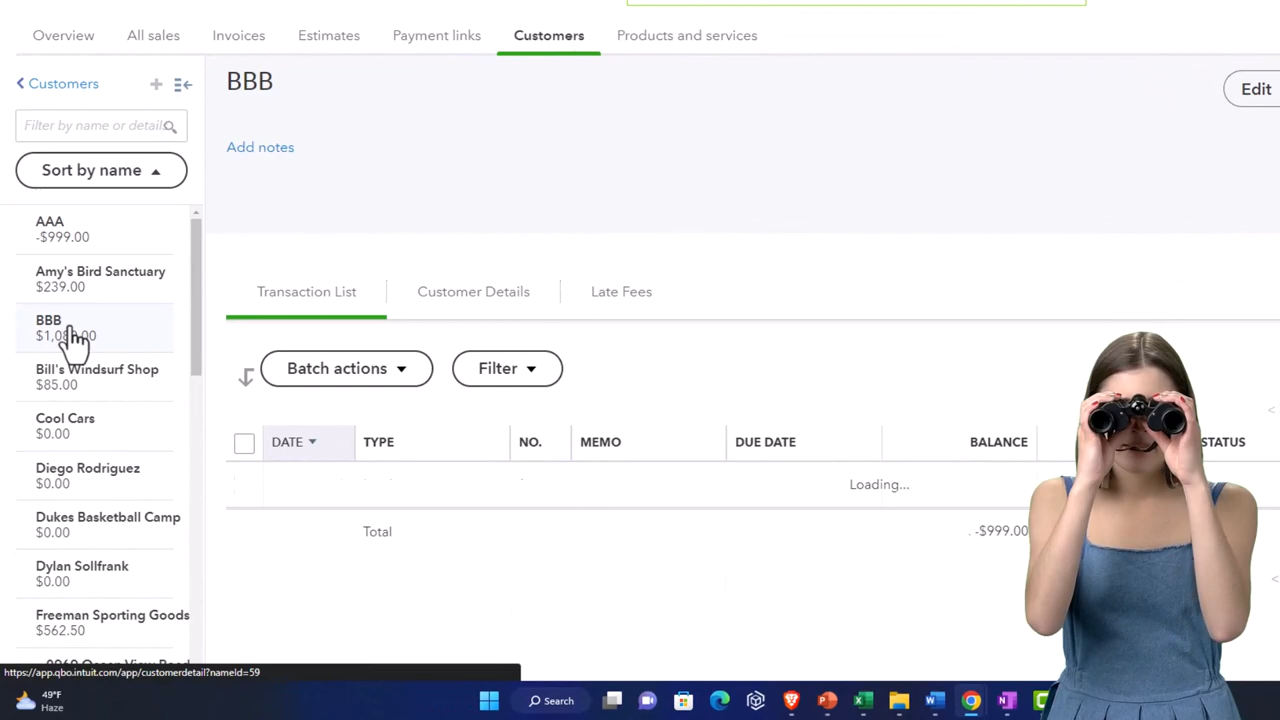 Overview All sales Invoices Estimates Payment links Customers Products and services
Customers
BBB
Edit
Filter by name or details
Add notes
Sort by name
AAA
-$999.00
Amy's Bird Sanctuary
$239.00
BBB
Bill's Windsurf Shop
$85.00
Cool Cars
$0.00
Diego Rodriguez
$0.00
Dukes Basketball Camp
$0.00
Dylan Sollfrank
$0.00
Freeman Sporting Goods
$562.50
Transaction List Customer Details Late Fees
Batch actions Filter
DATE TYPE NO. MEMO DUE DATE BALANCE STATUS
Loading...
Total -$999.00
https://app.qbo.intuit.com/app/customerdetail?nameId=59
49°F
Haze
Search